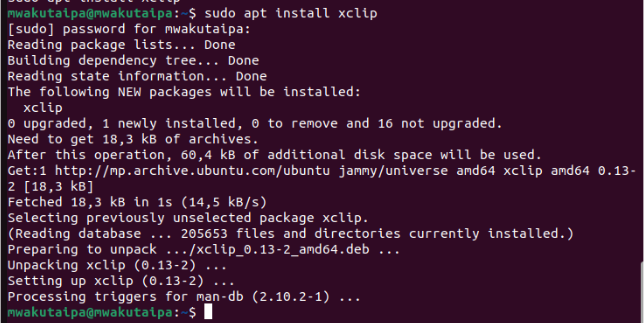 sudo apt install xclip
mwakutaipa@mwakutaipa:~$ sudo apt install xclip
[sudo] password for mwakutaipa:
Reading package lists... Done
Building dependency tree... Done
Reading state information... Done
The following NEW packages will be installed:
  xclip
0 upgraded, 1 newly installed, 0 to remove and 16 not upgraded.
Need to get 18,3 kB of archives.
After this operation, 60,4 kB of additional disk space will be used.
Get:1 http://mp.archive.ubuntu.com/ubuntu jammy/universe amd64 xclip amd64 0.13-
2 [18,3 kB]
Fetched 18,3 kB in 1s (14,5 kB/s)
Selecting previously unselected package xclip.
(Reading database ... 205653 files and directories currently installed.)
Preparing to unpack .../xclip_0.13-2_amd64.deb ...
Unpacking xclip (0.13-2) ...
Setting up xclip (0.13-2) ...
Processing triggers for man-db (2.10.2-1) ...
mwakutaipa@mwakutaipa:~$